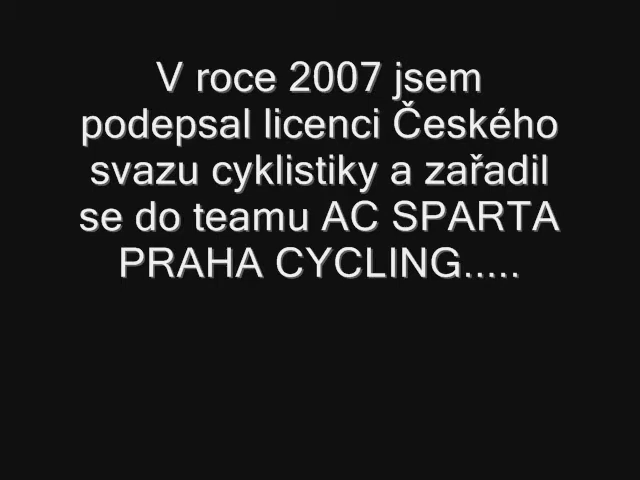 V roce 2007 jsem
podepsal licenci Českého
svazu cyklistiky a zařadil
se do teamu AC SPARTA
PRAHA CYCLING.....